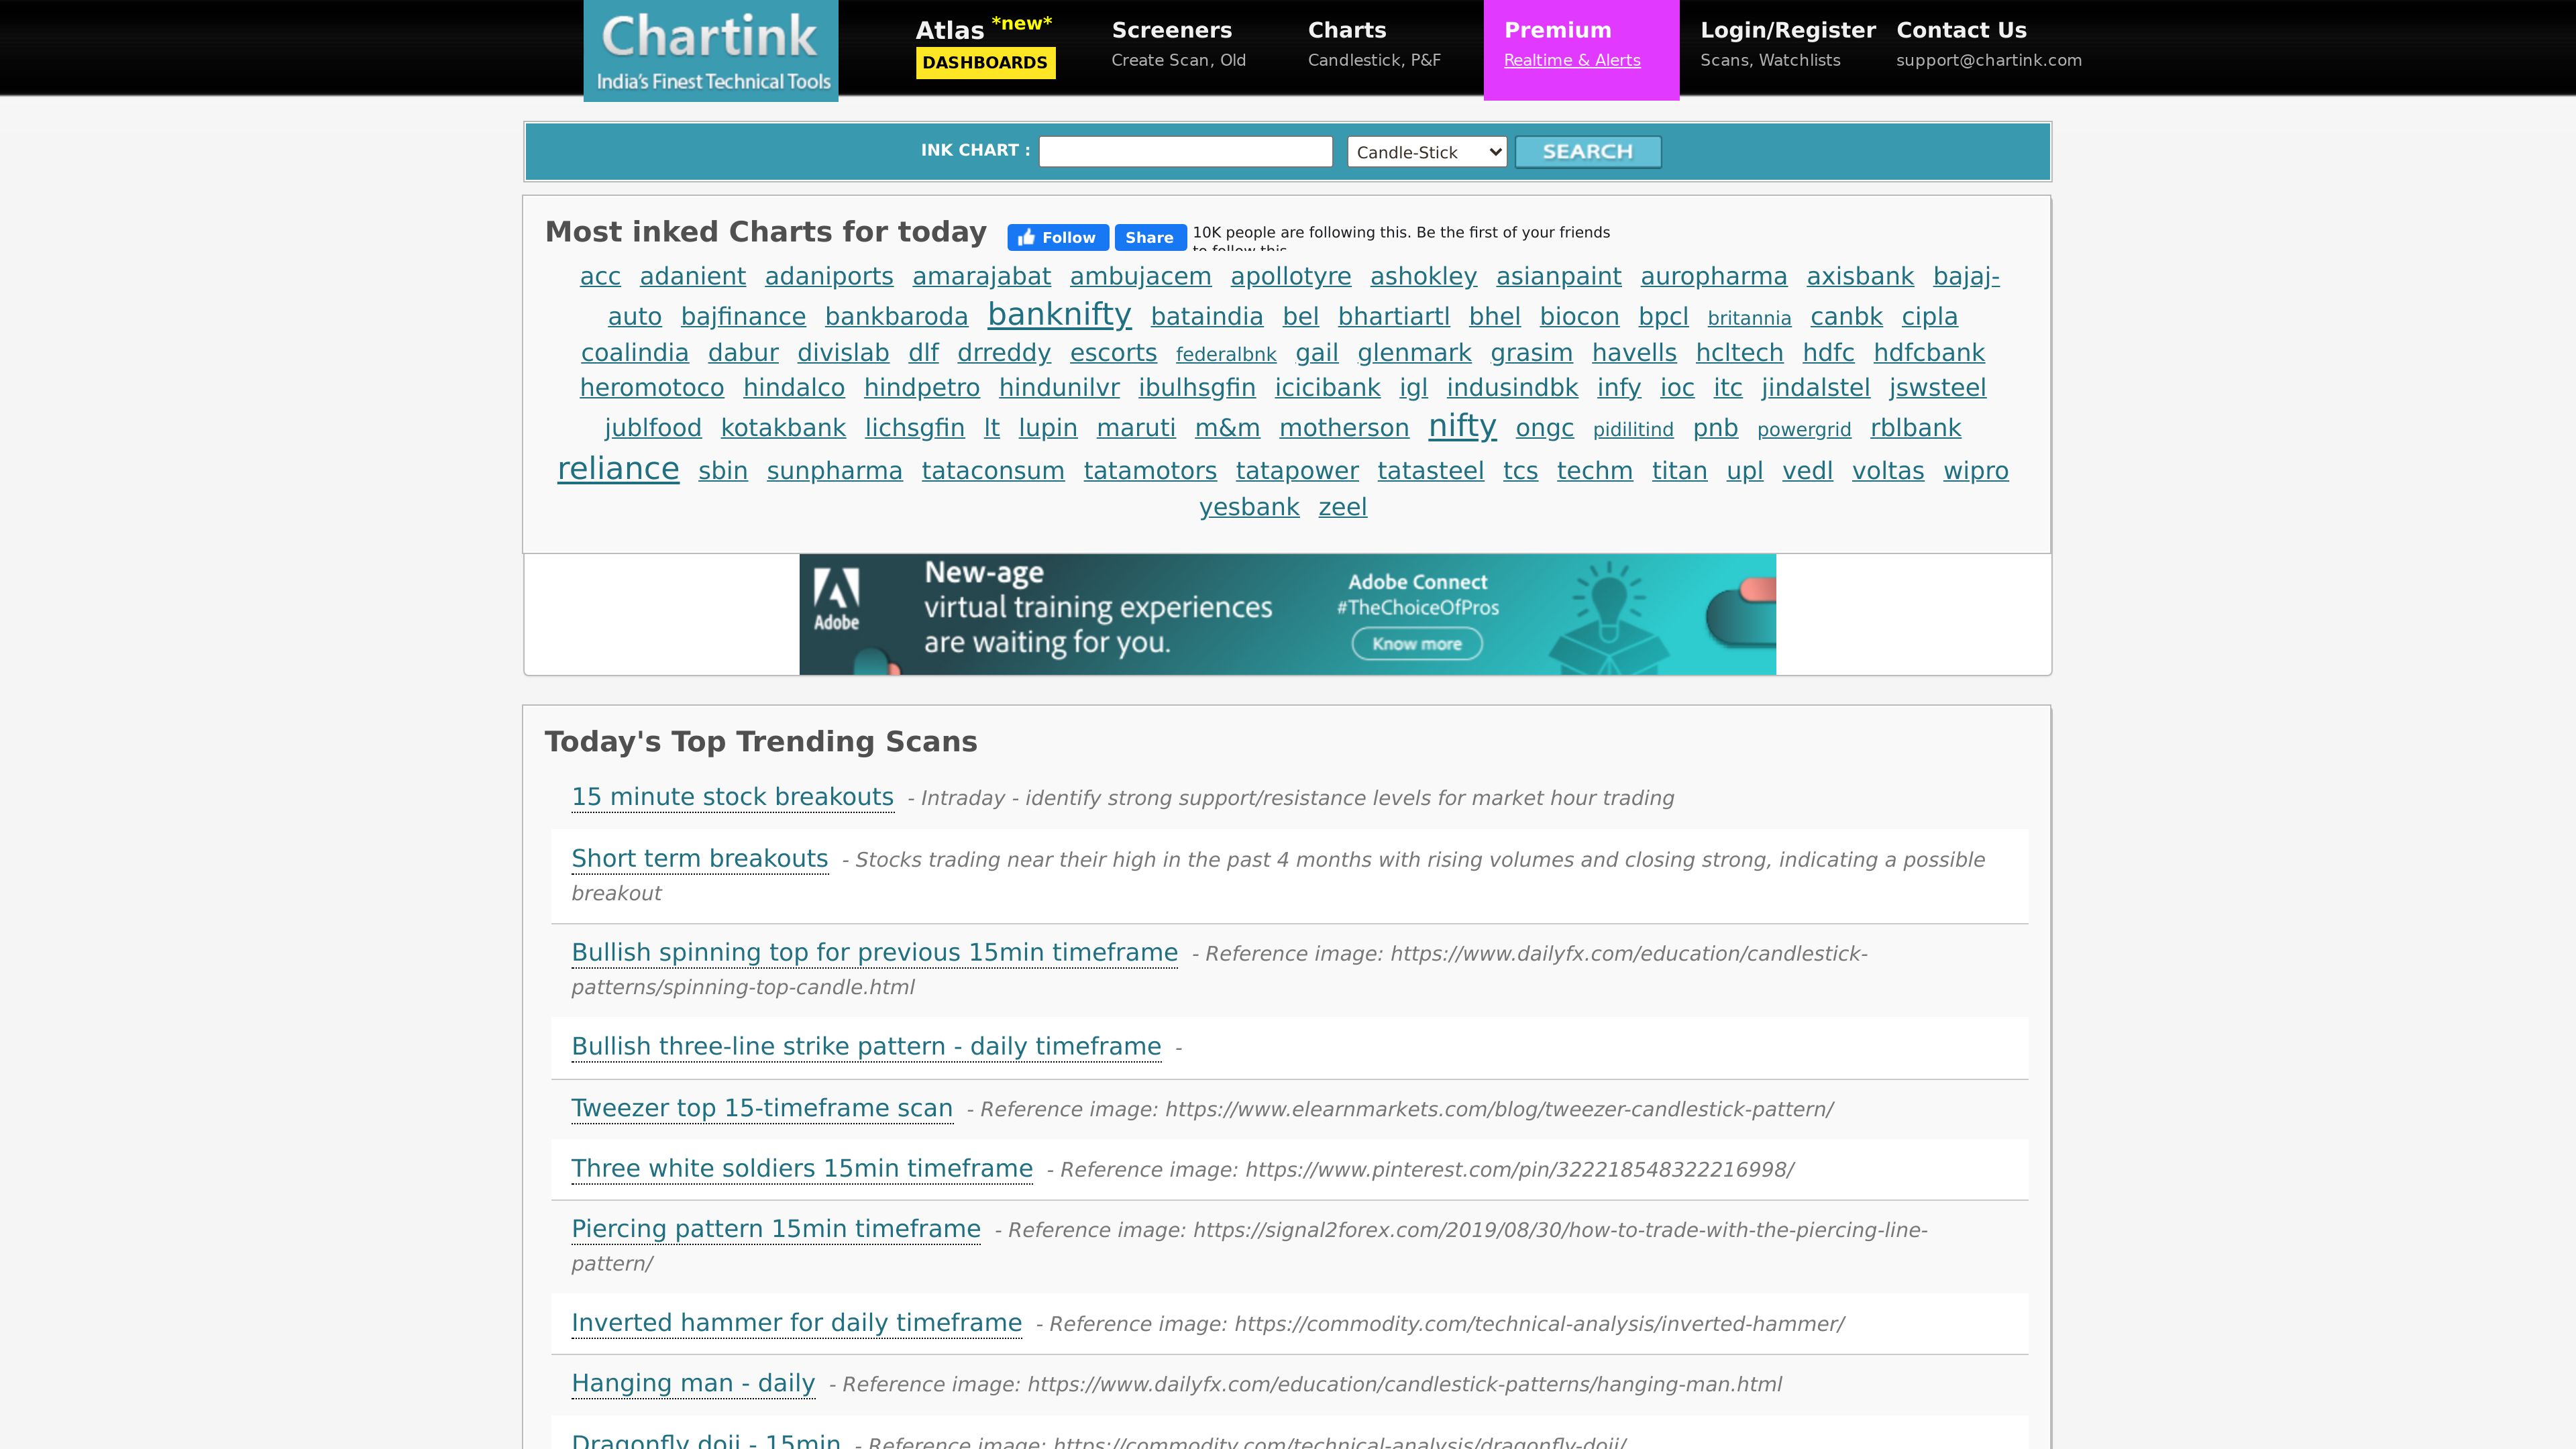 Chartink
India's Finest Technical Tools
Atlas *new*
DASHBOARDS
Screeners
Create Scan, Old
Charts
Candlestick, P&F
Premium
Realtime & Alerts
Login/Register
Scans, Watchlists
Contact Us
support@chartink.com
INK CHART : Candle-Stick SEARCH
Most inked Charts for today Follow Share 10K people are following this. Be the first of your friends
to follow this.
acc adanient adaniports amarajabat ambujacem apollotyre ashokley asianpaint auropharma axisbank bajaj-
auto bajfinance bankbaroda banknifty bataindia bel bhartiartl bhel biocon bpcl britannia canbk cipla
coalindia dabur divislab dlf drreddy escorts federalbnk gail glenmark grasim havells hcltech hdfc hdfcbank
heromotoco hindalco hindpetro hindunilvr ibulhsgfin icicibank igl indusindbk infy ioc itc jindalstel jswsteel
jublfood kotakbank lichsgfin lt lupin maruti m&m motherson nifty ongc pidilitind pnb powergrid rblbank
reliance sbin sunpharma tataconsum tatamotors tatapower tatasteel tcs techm titan upl vedl voltas wipro
yesbank zeel
Adobe
New-age
virtual training experiences
are waiting for you.
Adobe Connect
#TheChoiceOfPros
Know more
Today's Top Trending Scans
15 minute stock breakouts - Intraday - identify strong support/resistance levels for market hour trading
Short term breakouts - Stocks trading near their high in the past 4 months with rising volumes and closing strong, indicating a possible
breakout
Bullish spinning top for previous 15min timeframe - Reference image: https://www.dailyfx.com/education/candlestick-
patterns/spinning-top-candle.html
Bullish three-line strike pattern - daily timeframe -
Tweezer top 15-timeframe scan - Reference image: https://www.elearnmarkets.com/blog/tweezer-candlestick-pattern/
Three white soldiers 15min timeframe - Reference image: https://www.pinterest.com/pin/322218548322216998/
Piercing pattern 15min timeframe - Reference image: https://signal2forex.com/2019/08/30/how-to-trade-with-the-piercing-line-
pattern/
Inverted hammer for daily timeframe - Reference image: https://commodity.com/technical-analysis/inverted-hammer/
Hanging man - daily - Reference image: https://www.dailyfx.com/education/candlestick-patterns/hanging-man.html
Dragonfly doji - 15min - Reference image: https://commodity.com/technical-analysis/dragonfly-doji/